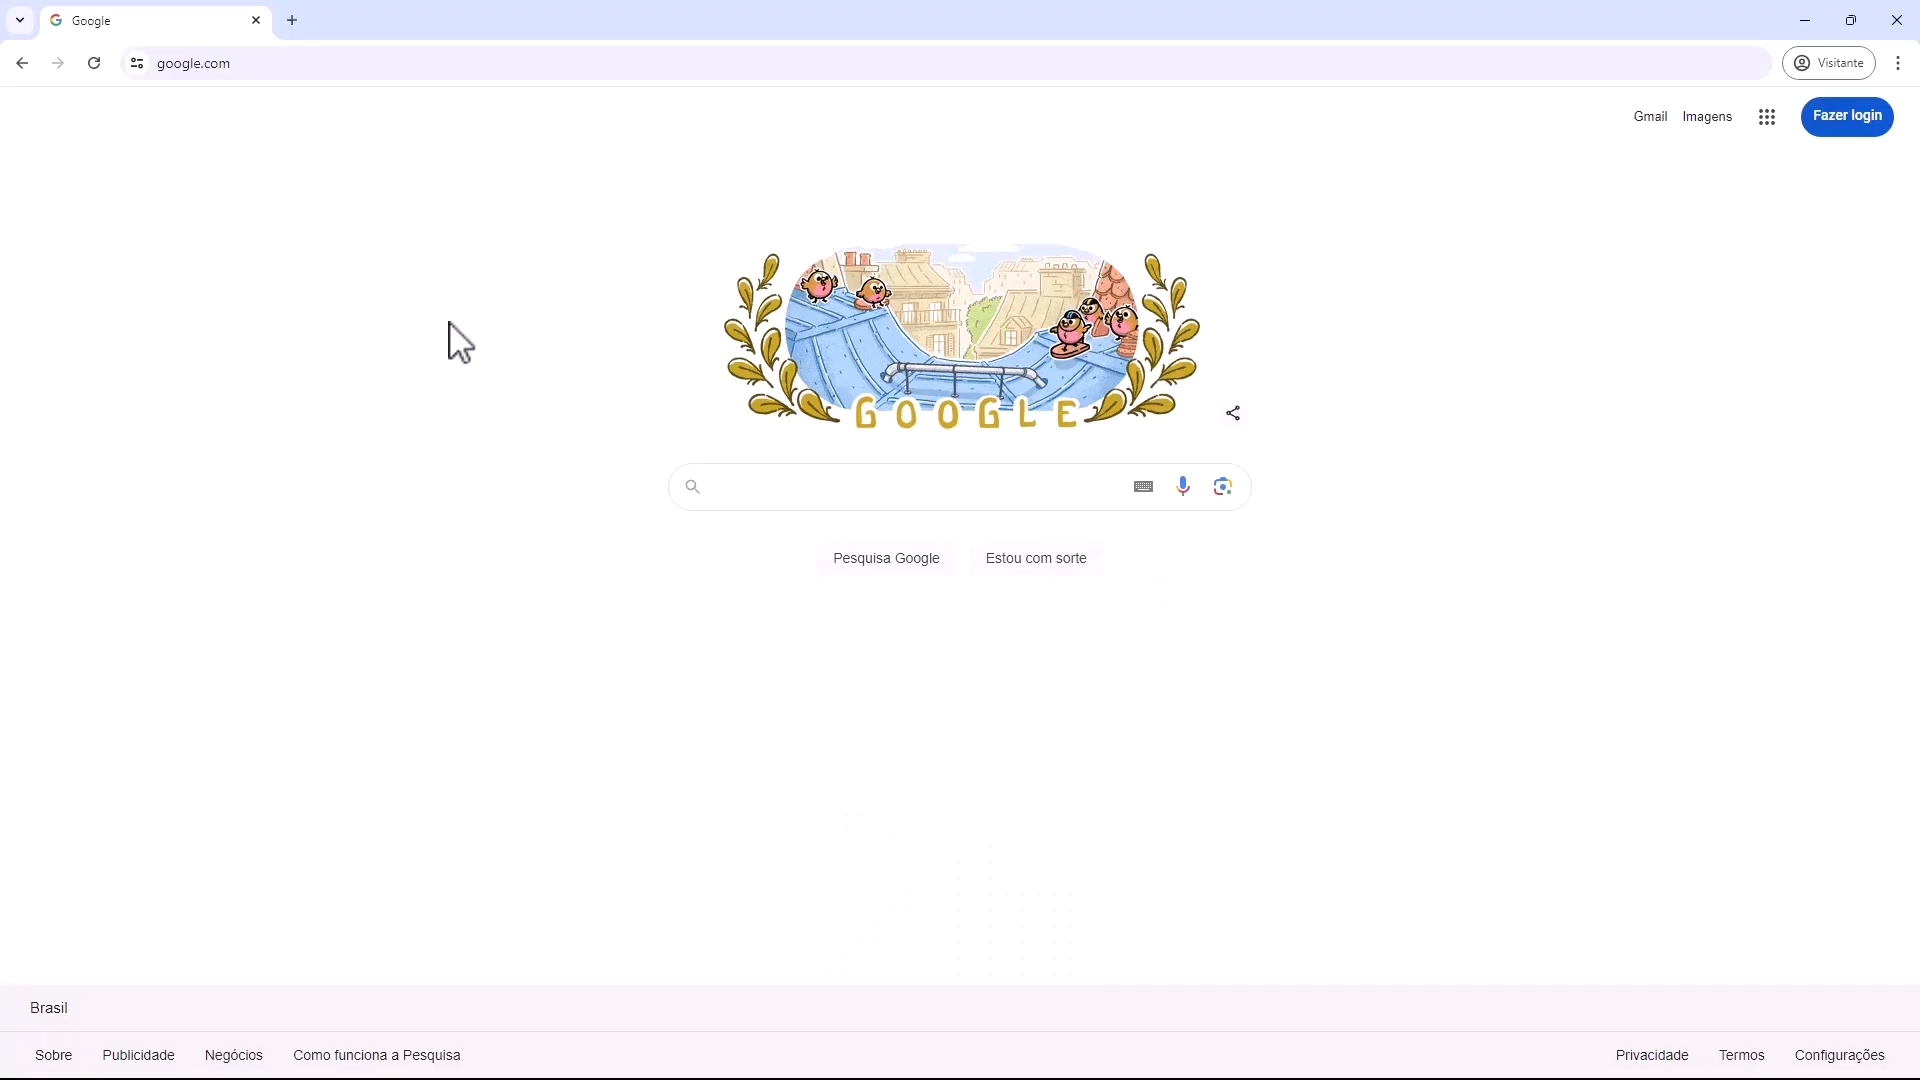 Google
google.com
Visitante
Gmail Imagens
Fazer login
GOOGLE
Pesquisa Google Estou com sorte
Brasil
Sobre Publicidade Negócios Como funciona a Pesquisa Privacidade Termos Configurações